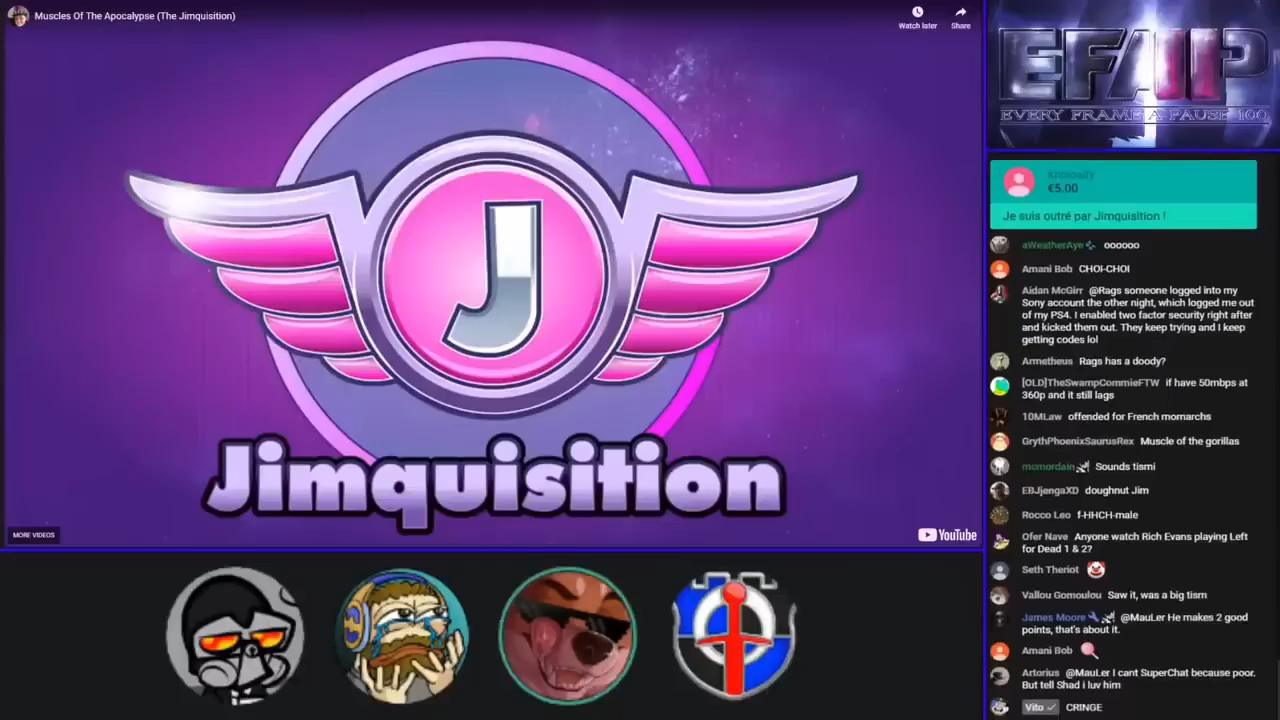 Muscles Of The Apocalypse (The Jimquisition)
Watch later
Share
J
Jimquisition
MORE VIDEOS
YouTube
EFAP
EVERY FRAME A PAUSE 100
€5.00
Je suis outré par Jimquisition !
aWeatherAye oooooo
Amani Bob CHOI-CHOI
Aidan McGirr @Rags someone logged into my
Sony account the other night, which logged me out
of my PS4. I enabled two factor security right after
and kicked them out. They keep trying and I keep
getting codes lol
Armetheus Rags has a doody?
[OLD]TheSwampCommieFTW if have 50mbps at
360p and it still lags
10MLaw offended for French momarchs
GrythPhoenixSaurusRex Muscle of the gorillas
mcmordain Sounds tismi
EBJjengaXD doughnut Jim
Rocco Leo f-HHCH-male
Ofer Nave Anyone watch Rich Evans playing Left
for Dead 1 & 2?
Seth Theriot
Vallou Gomoulou Saw it, was a big tism
James Moore @MauLer He makes 2 good
points, that's about it.
Amani Bob
Artorius @MauLer I cant SuperChat because poor.
But tell Shad i luv him
Vito CRINGE